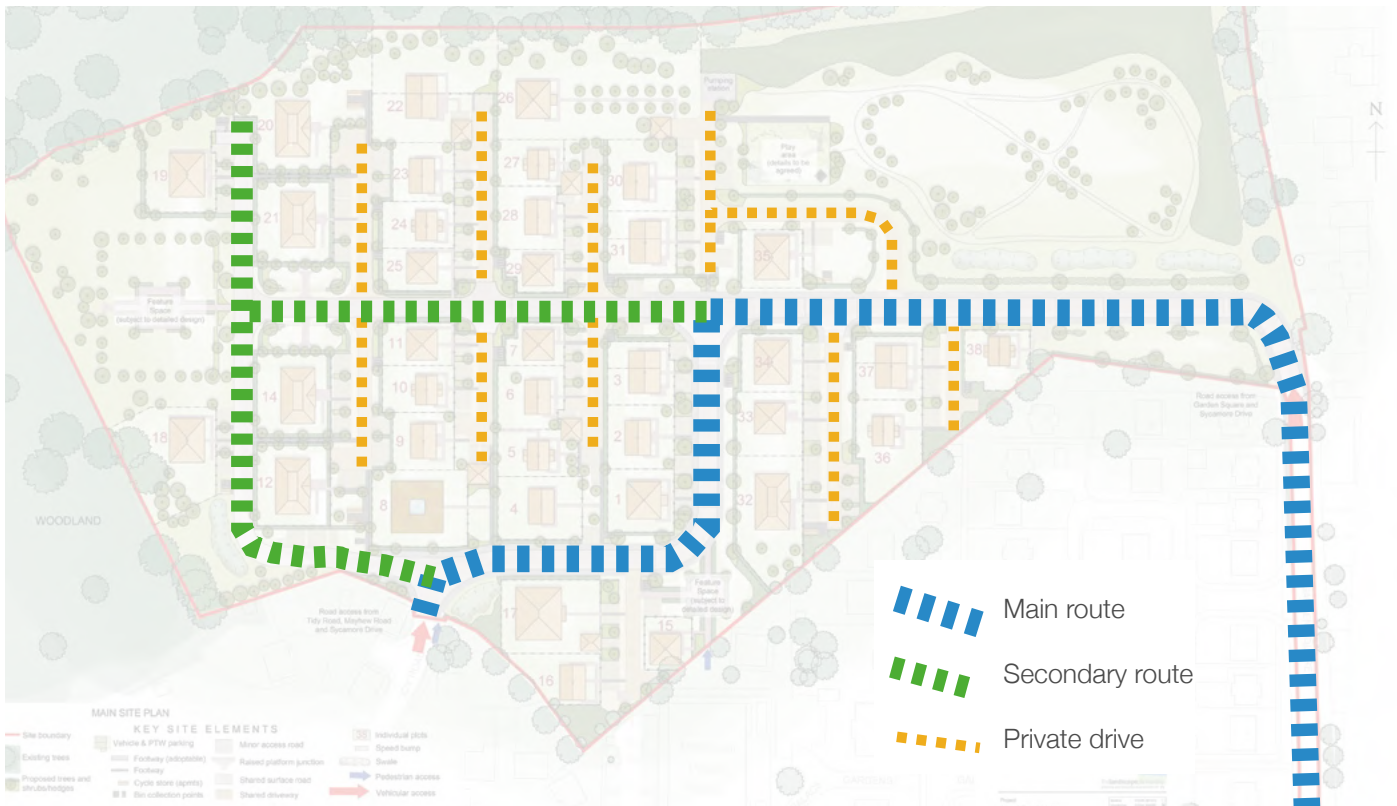 22
26
Pumping
Station
20
N
Play
area
(details to be
agreed)
19
23
27
30
21
24
28
31
25
29
35
Feature
Space
(subject to detailed design)
11
7
34
38
3
37
14
10
6
Road access from
Garden Square and
Sycamore Drive
33
18
9
2
36
5
12
8
4
1
32
WOODLAND
Feature
Space
(subject to
detailed design)
Road access from
Tidy Road, Mayhew Road
and Sycamore Drive
17
15
16
Main route
Secondary route
Private drive
MAIN SITE PLAN
KEY SITE ELEMENTS
Site boundary
Existing trees
Proposed trees and
shrubs/hedges
Vehicle & PTW parking
Footway (adoptable)
Footway
Cycle store (aprats)
Bin collection points
Minor access road
Raised platform junction
Shared surface road
Shared driveway
Individual plots
Speed bump
Swale
Pedestrian access
Vehicular access
GARDENS